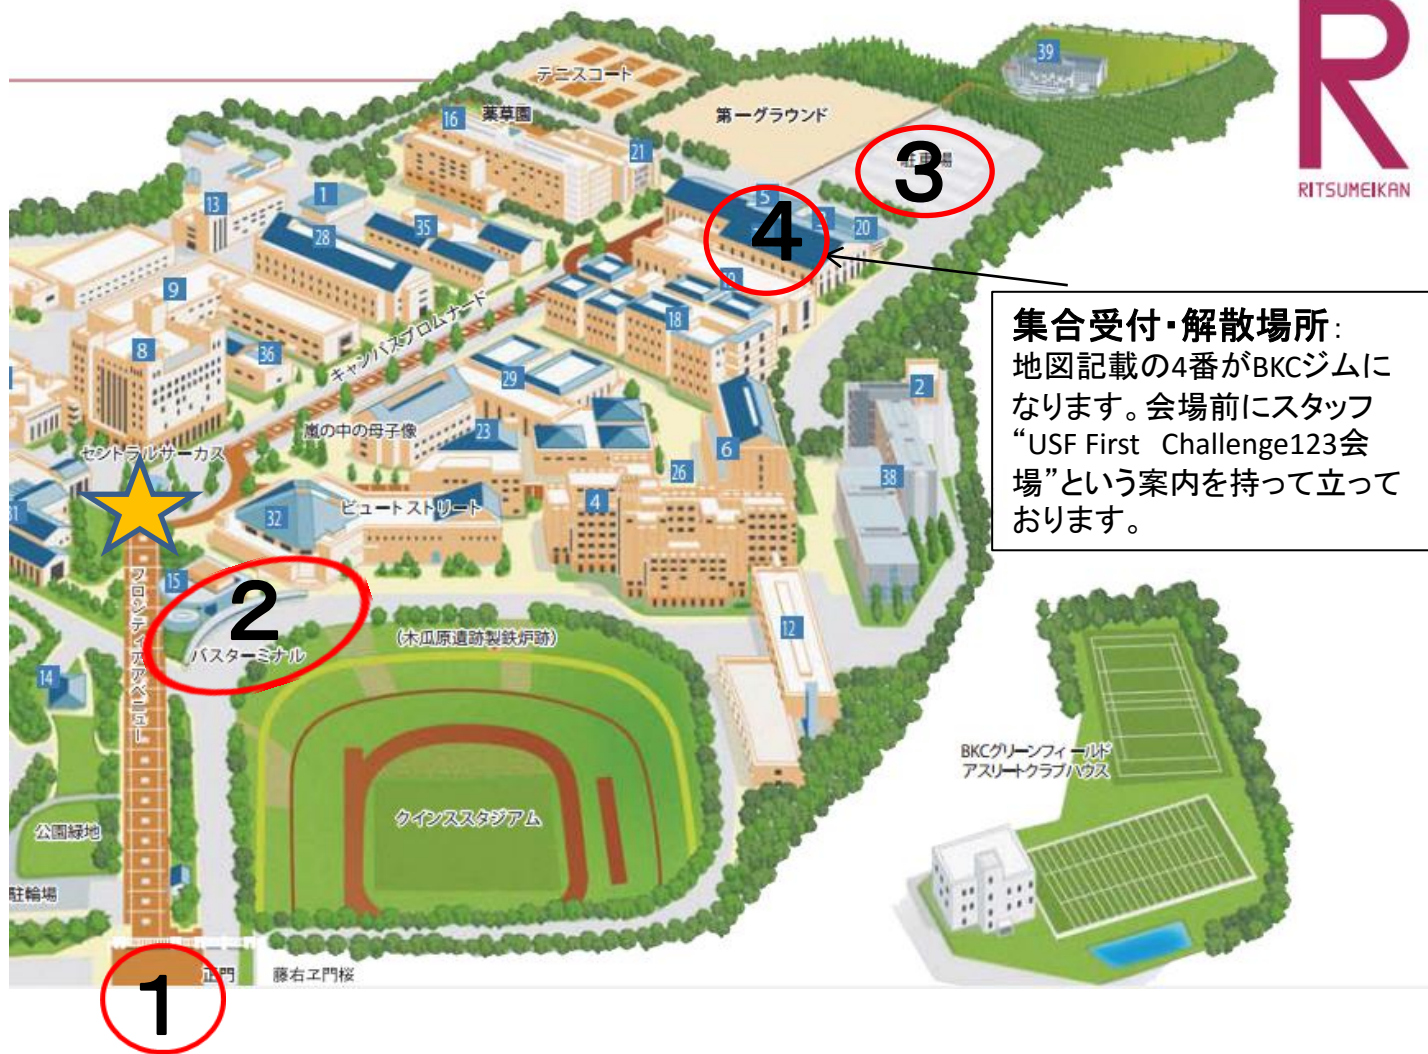 RITSUMEIKAN
39
テニスコート
16
薬草園
第一グラウンド
21
3
13
1
5
4
20
35
28
19
9
18
キャンパスプロムナード
8
36
29
2
嵐の中の母子像
23
6
セントラルサーカス
26
38
31
32
ビュートストリート
4
15
フロンティアアベニュー
2
バスターミナル
(木瓜原遺跡製鉄炉跡)
12
14
クインススタジアム
公園緑地
駐輪場
1
正門
藤右ヱ門桜
BKCグリーンフィールド
アスリートクラブハウス
集合受付・解散場所:
地図記載の4番がBKCジムに
なります。会場前にスタッフ
“USF First Challenge123会
場”という案内を持って立って
おります。